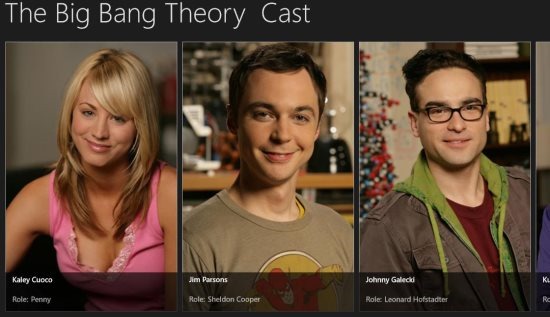 The Big Bang Theory Cast
Kaley Cuoco
Role: Penny
Jim Parsons
Role: Sheldon Cooper
Johnny Galecki
Role: Leonard Hofstadter
Ku
Ro